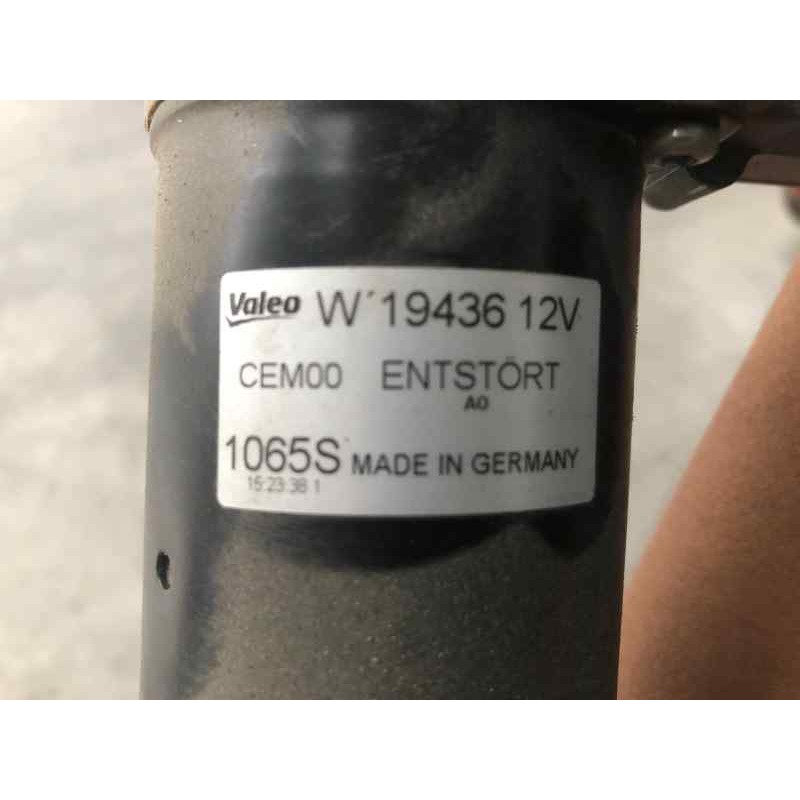 Valeo W´19436 12V
CEM00 ENTSTÖRT
AO
1065S MADE IN GERMANY
15:23:38 1